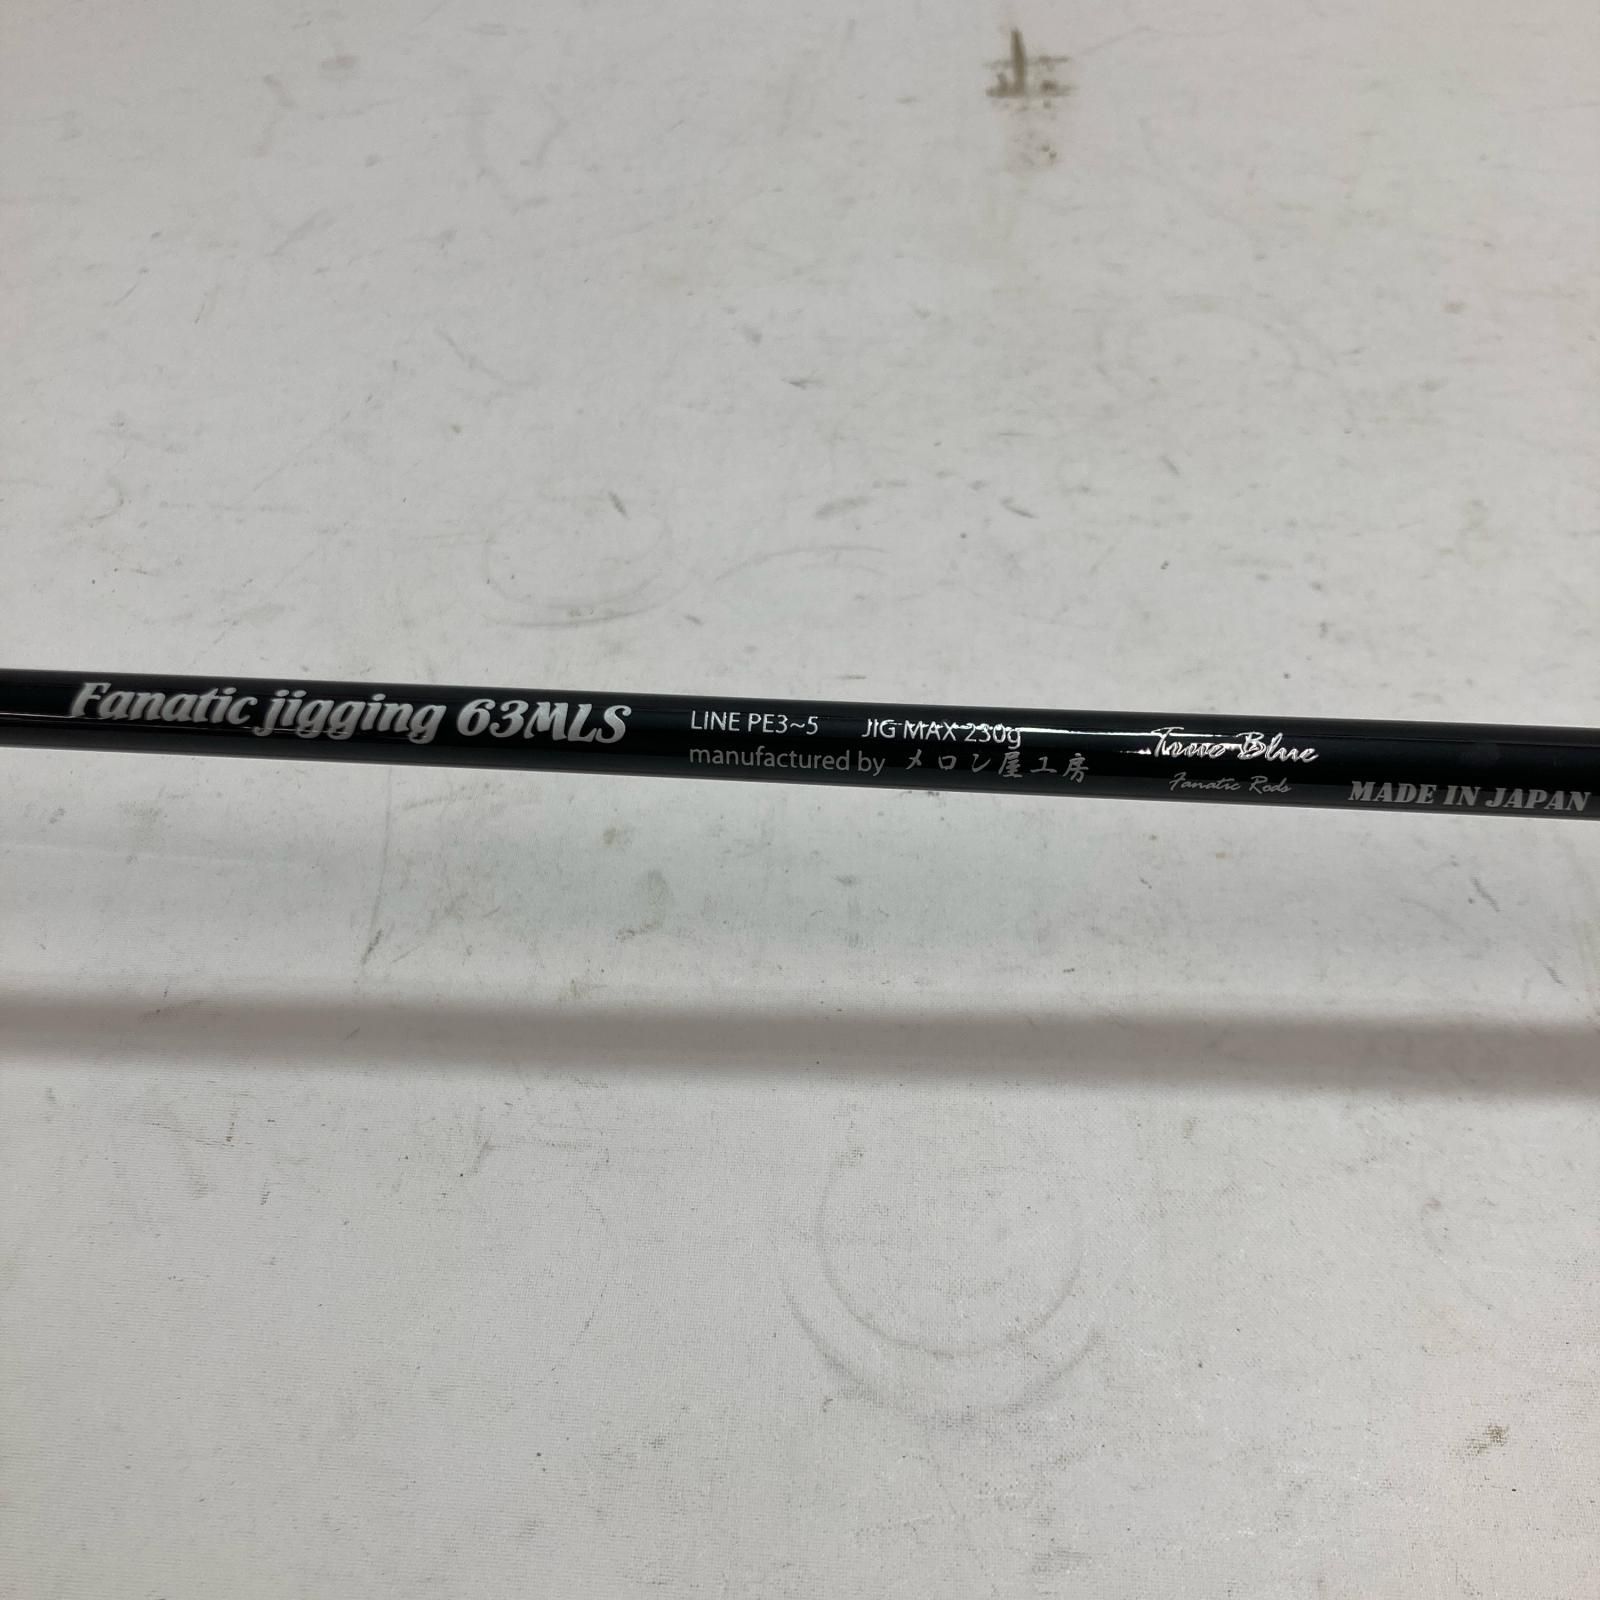 Fanatic jigging 63MLS
LINE PE3~5 JIG MAX 230g
manufactured by メロン屋工房
Blue
Fanatic Rods
MADE IN JAPAN